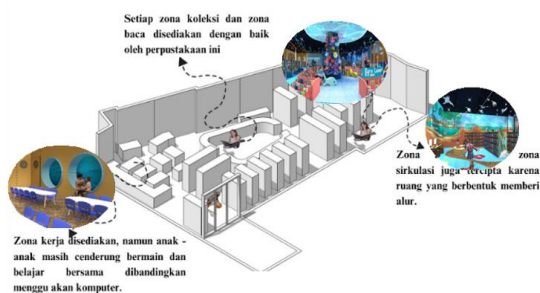 Setiap zona koleksi dan zona
baca disediakan dengan baik
oleh perpustakaan ini
Zona zona
sirkulasi juga tercipta karena
ruang yang berbentuk memberi
alur.
Zona kerja disediakan, namun anak -
anak masih cenderung bermain dan
belajar bersama dibandingkan
menggu akan komputer.